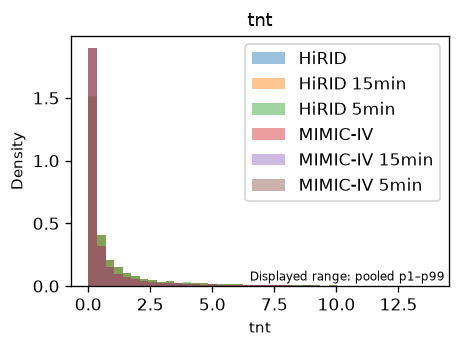 tnt
HiRID
HiRID 15min
HiRID 5min
MIMIC-IV
MIMIC-IV 15min
MIMIC-IV 5min
Density
1.5
1.0
0.5
0.0
Displayed range: pooled p1–p99
0.0 2.5 5.0 7.5 10.0 12.5
tnt